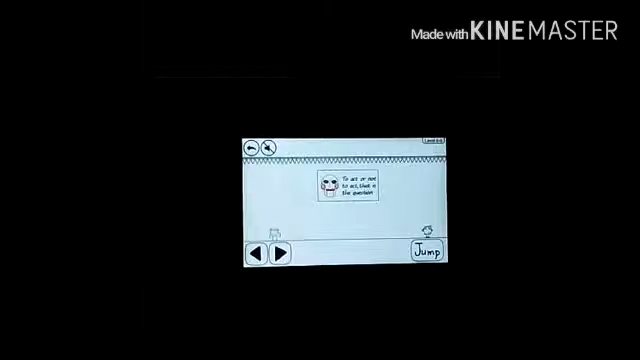 Made with KINEMASTER
To act or not
to act, that is
the question
Jump